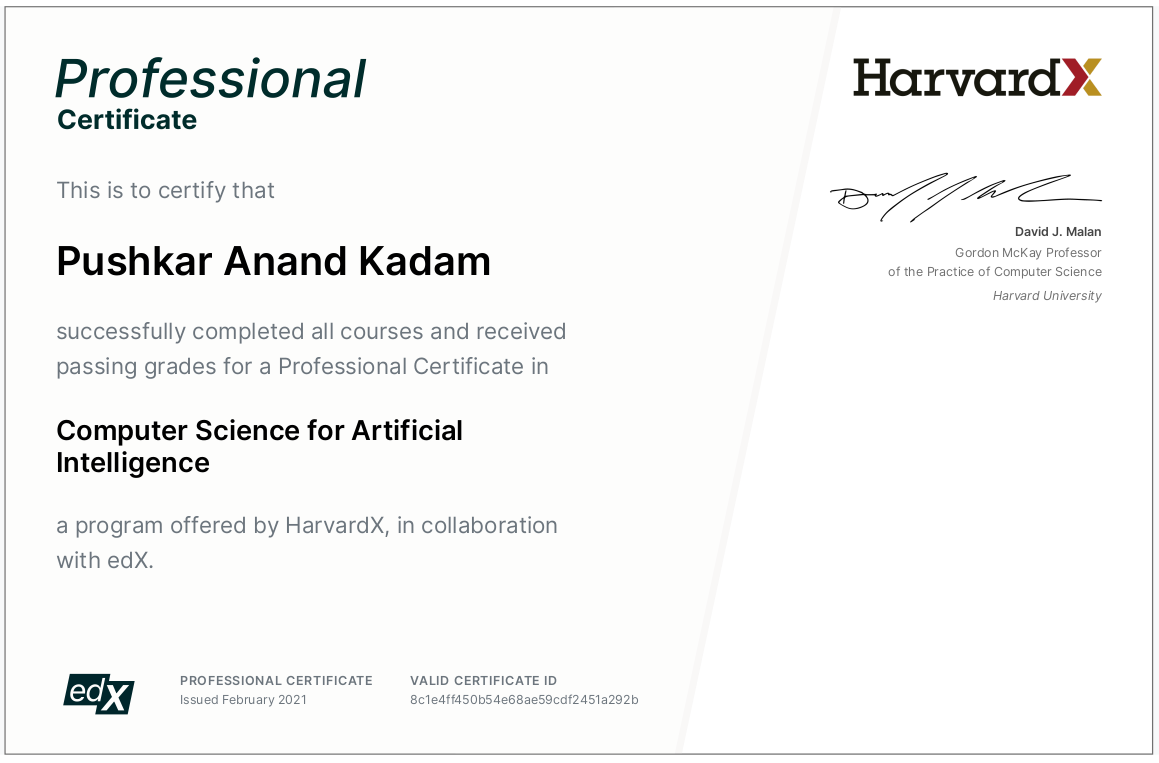 Professional
Certificate
This is to certify that
Pushkar Anand Kadam
successfully completed all courses and received
passing grades for a Professional Certificate in
Computer Science for Artificial
Intelligence
a program offered by HarvardX, in collaboration
with edX.
edX
PROFESSIONAL CERTIFICATE
Issued February 2021
VALID CERTIFICATE ID
8c1e4ff450b54e68ae59cdf2451a292b
HarvardX
David J. Malan
Gordon McKay Professor
of the Practice of Computer Science
Harvard University